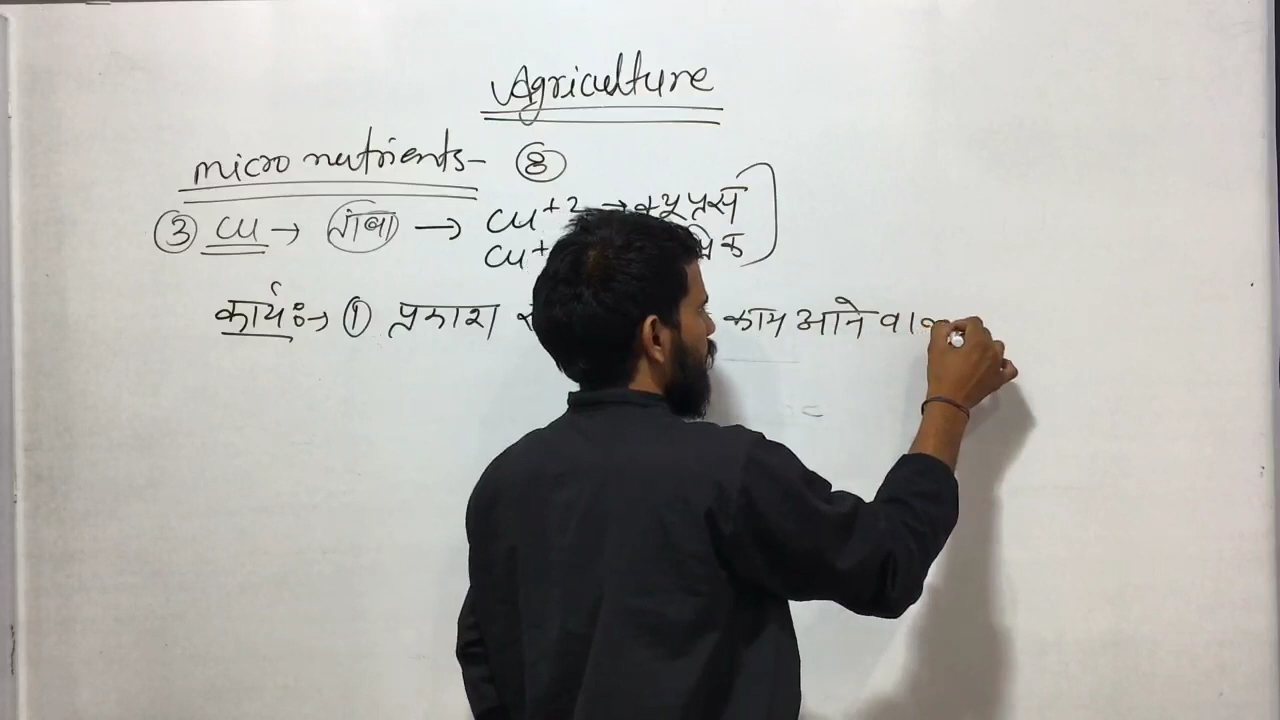 Agriculture
micro nutrients- ⑧
③ Cu → तांबा → Cu+2 → क्यूप्रस
Cu+
कार्यः→ ① प्रकाश काम आने वा